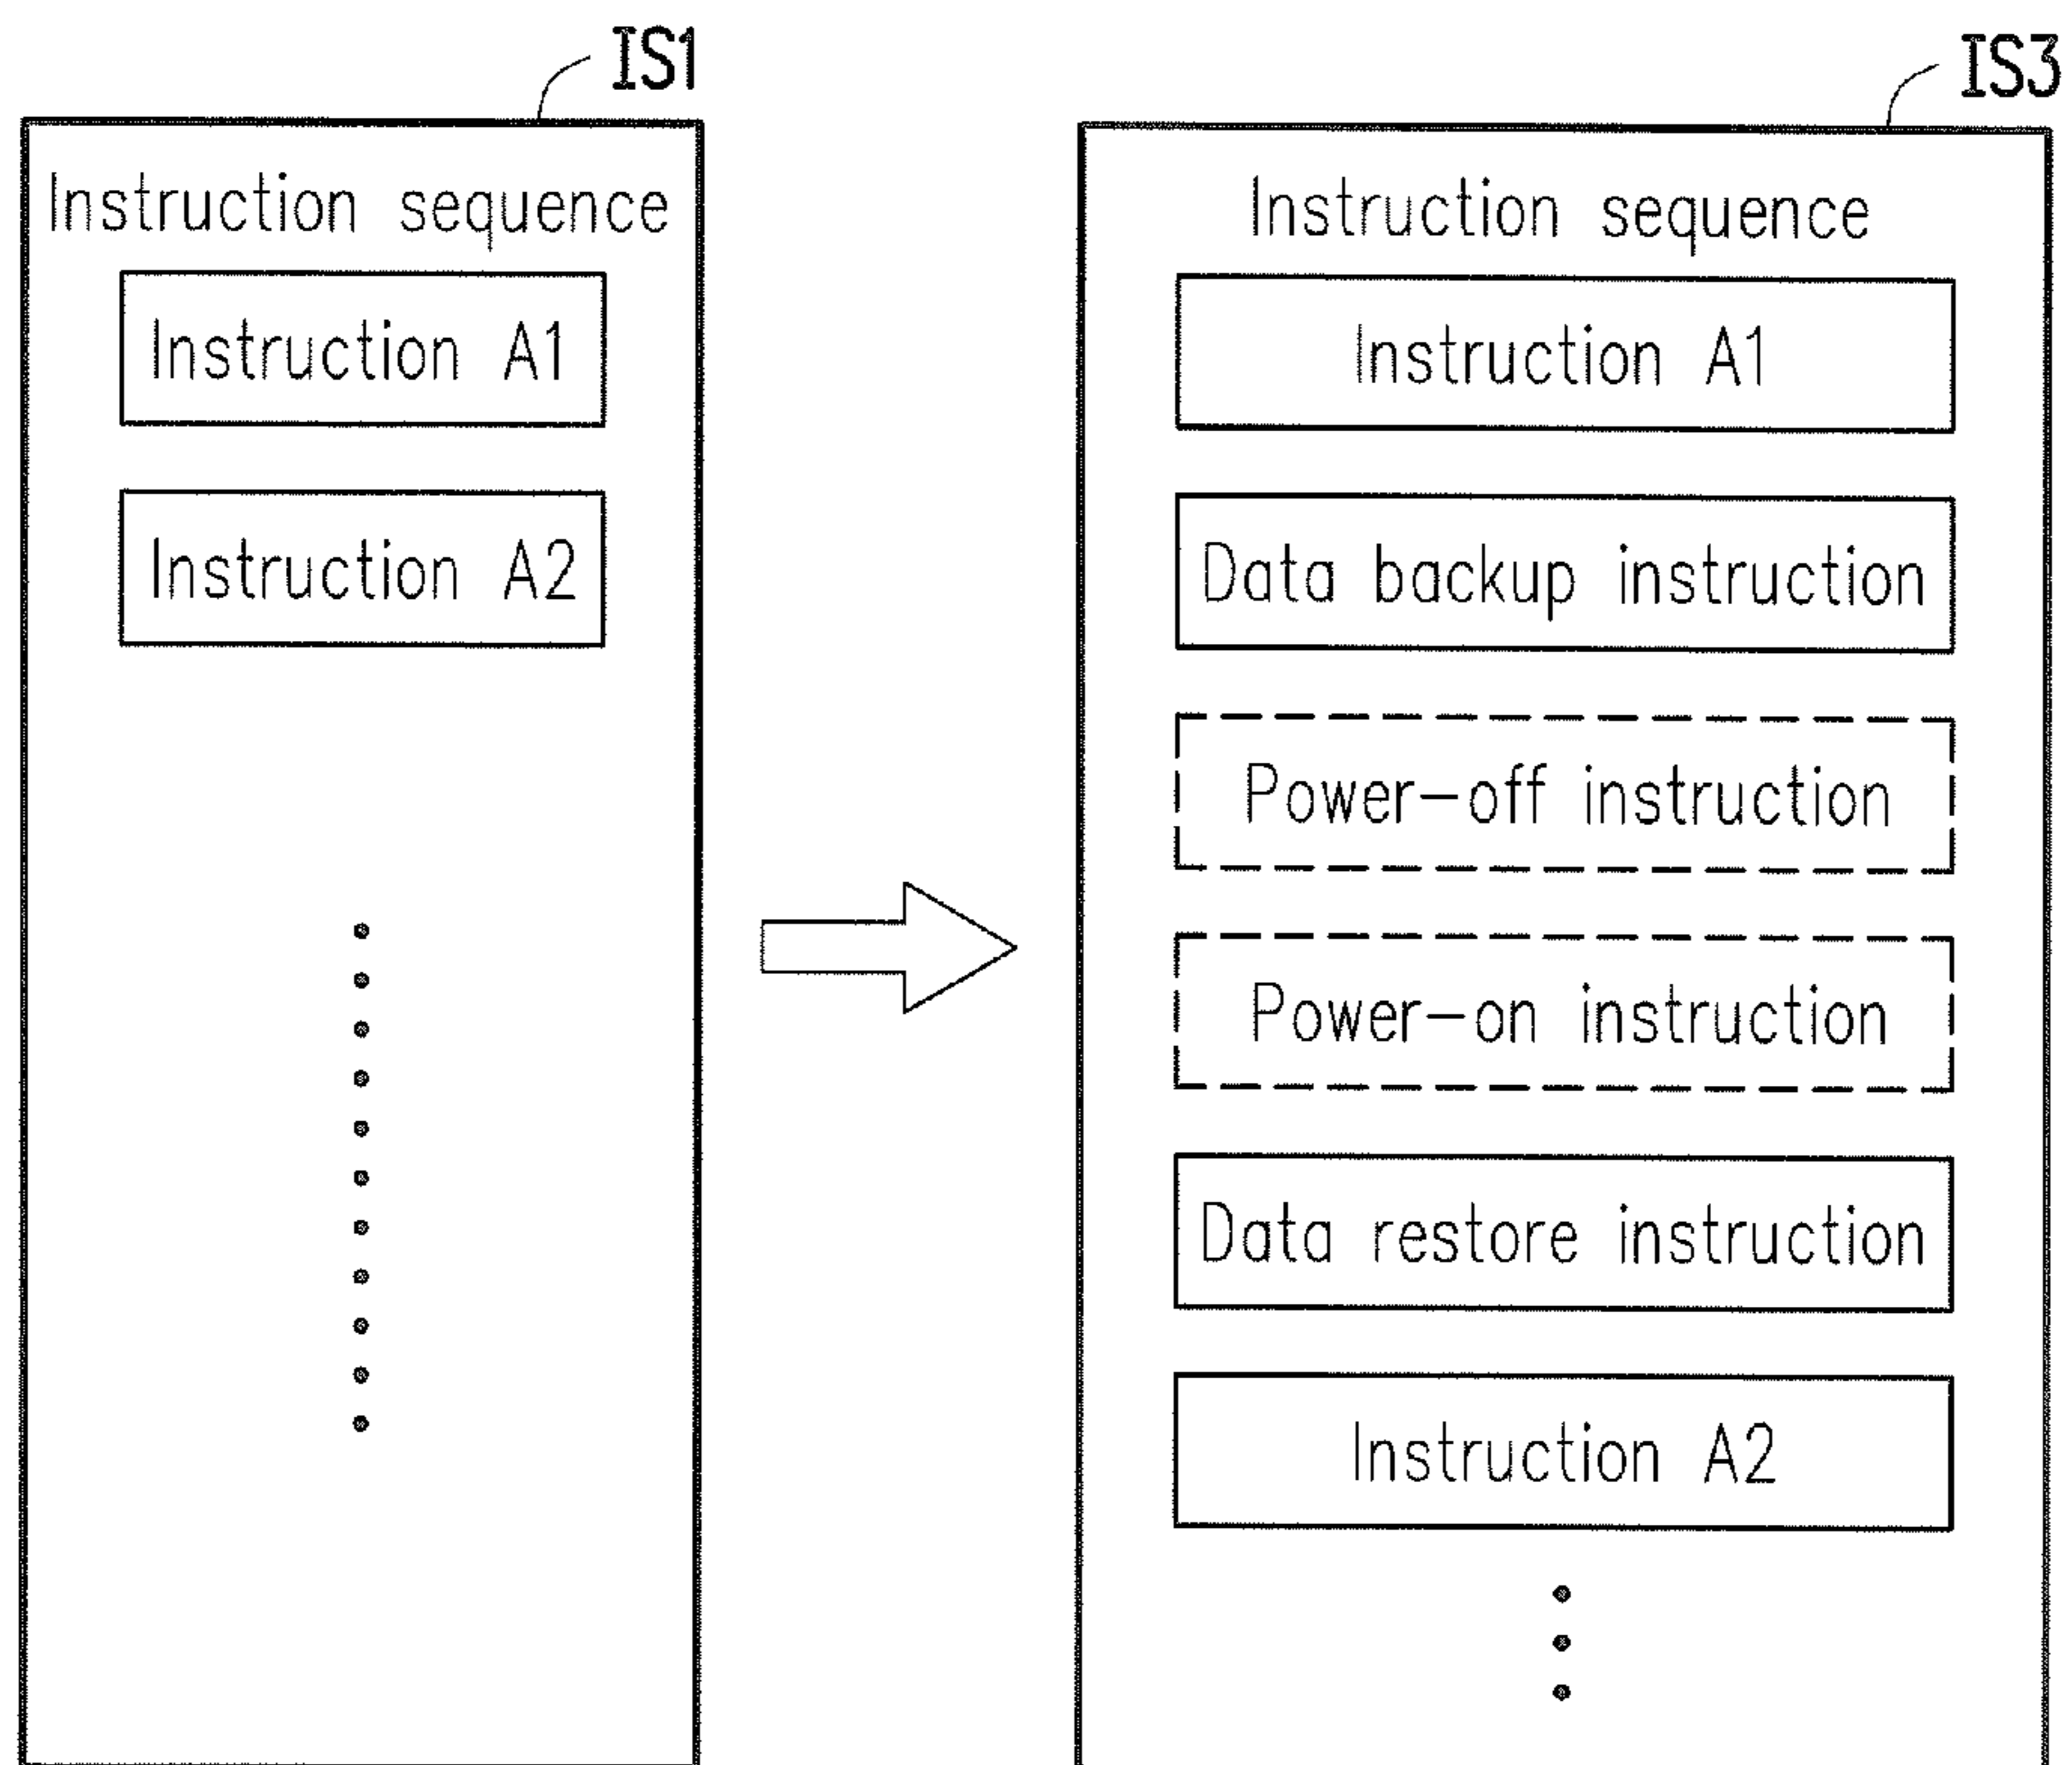 IS1
Instruction sequence
Instruction A1
Instruction A2
IS3
Instruction sequence
Instruction A1
Data backup instruction
Power-off instruction
Power-on instruction
Data restore instruction
Instruction A2